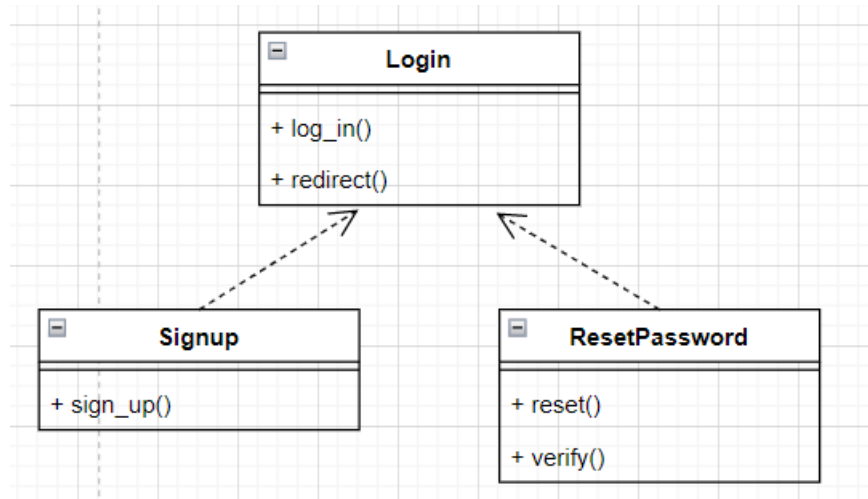 Login
+ log_in()
+ redirect()
Signup
+ sign_up()
ResetPassword
+ reset()
+ verify()